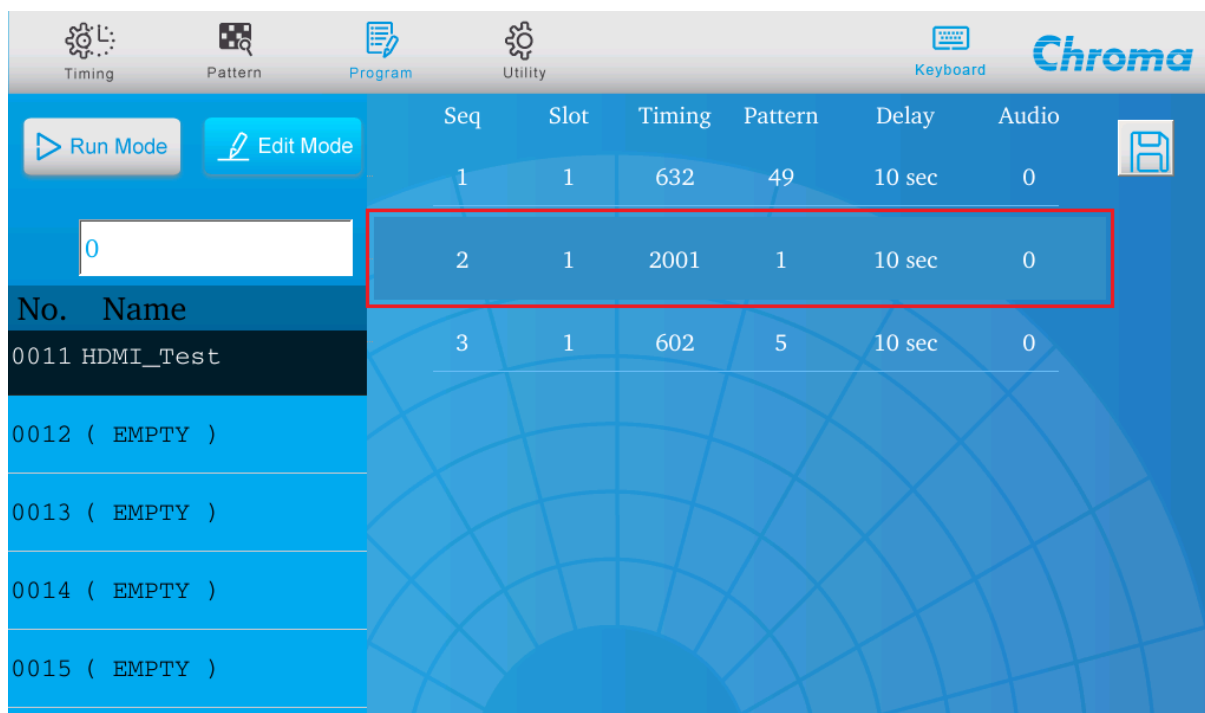 Timing Pattern Program Utility Keyboard Chroma
Run Mode Edit Mode
0
No. Name
0011 HDMI_Test
0012 ( EMPTY )
0013 ( EMPTY )
0014 ( EMPTY )
0015 ( EMPTY )
Seq Slot Timing Pattern Delay Audio
1 1 632 49 10 sec 0
2 1 2001 1 10 sec 0
3 1 602 5 10 sec 0